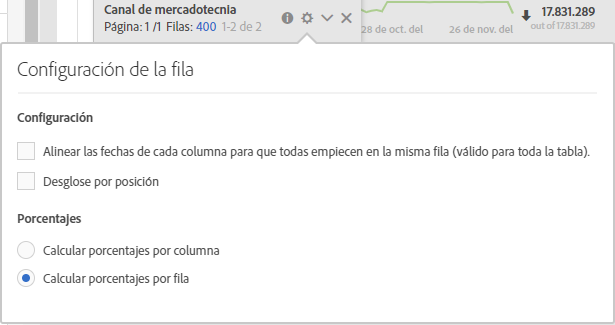 Canal de mercadotecnia
Página: 1 /1 Filas: 400 1-2 de 2
28 de oct. del
26 de nov. del
17.831.289
out of 17.831.289
Configuración de la fila
Configuración
Alinear las fechas de cada columna para que todas empiecen en la misma fila (válido para toda la tabla).
Desglose por posición
Porcentajes
Calcular porcentajes por columna
Calcular porcentajes por fila